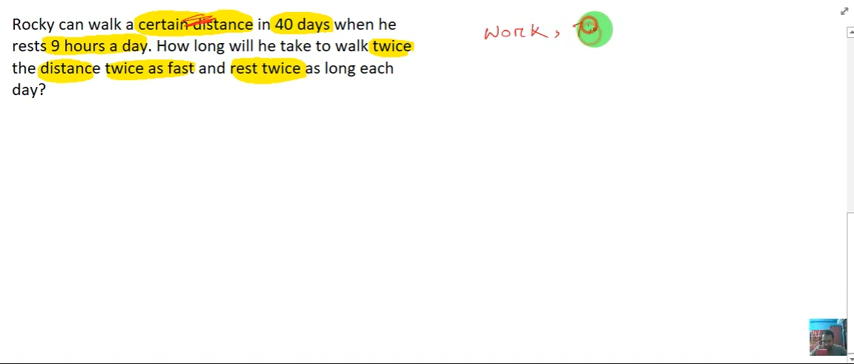 Rocky can walk a certain distance in 40 days when he
rests 9 hours a day. How long will he take to walk twice
the distance twice as fast and rest twice as long each
day?
Work,